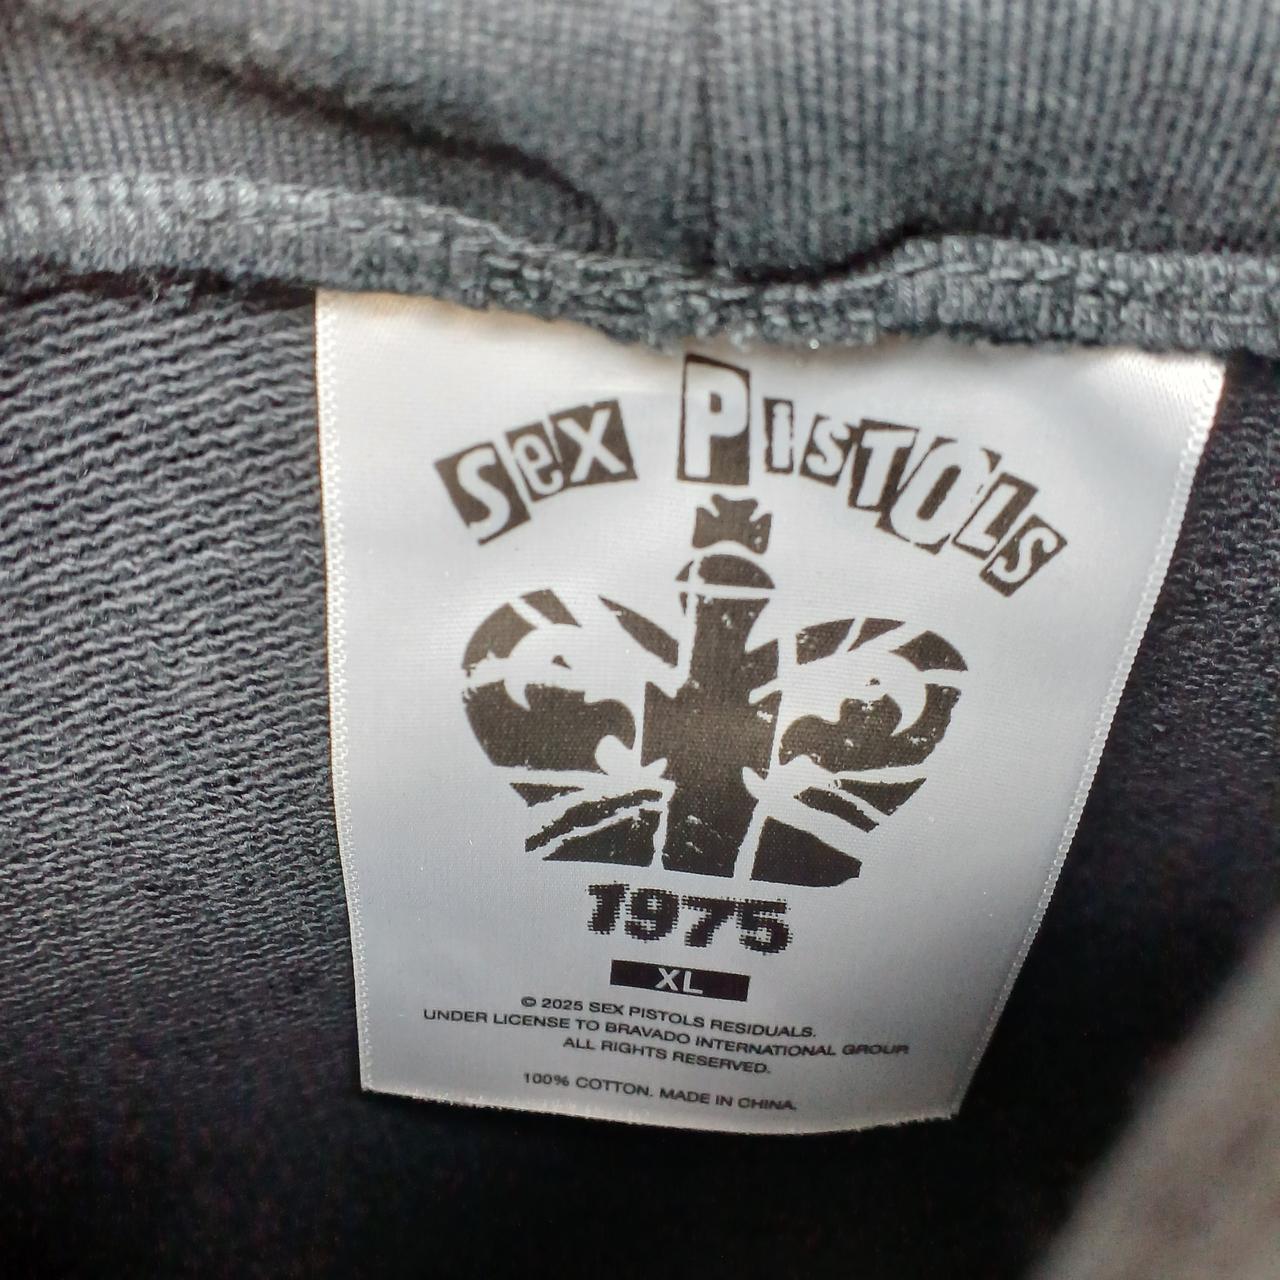 SeX PISTOLS
1975
XL
© 2025 SEX PISTOLS RESIDUALS.
UNDER LICENSE TO BRAVADO INTERNATIONAL GROUP
ALL RIGHTS RESERVED.
100% COTTON. MADE IN CHINA.